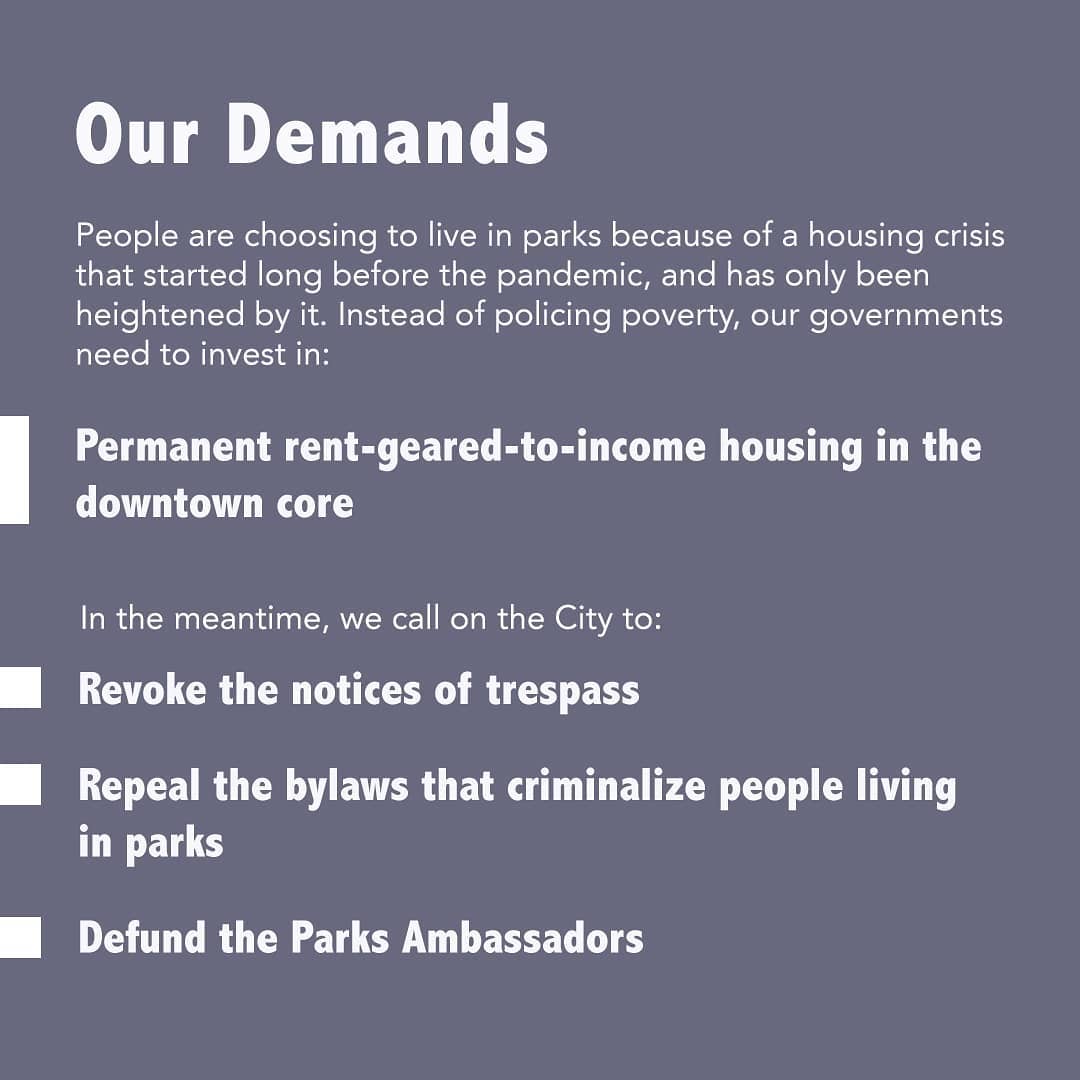 Our Demands
People are choosing to live in parks because of a housing crisis
that started long before the pandemic, and has only been
heightened by it. Instead of policing poverty, our governments
need to invest in:
Permanent rent-geared-to-income housing in the
downtown core
In the meantime, we call on the City to:
Revoke the notices of trespass
Repeal the bylaws that criminalize people living
in parks
Defund the Parks Ambassadors